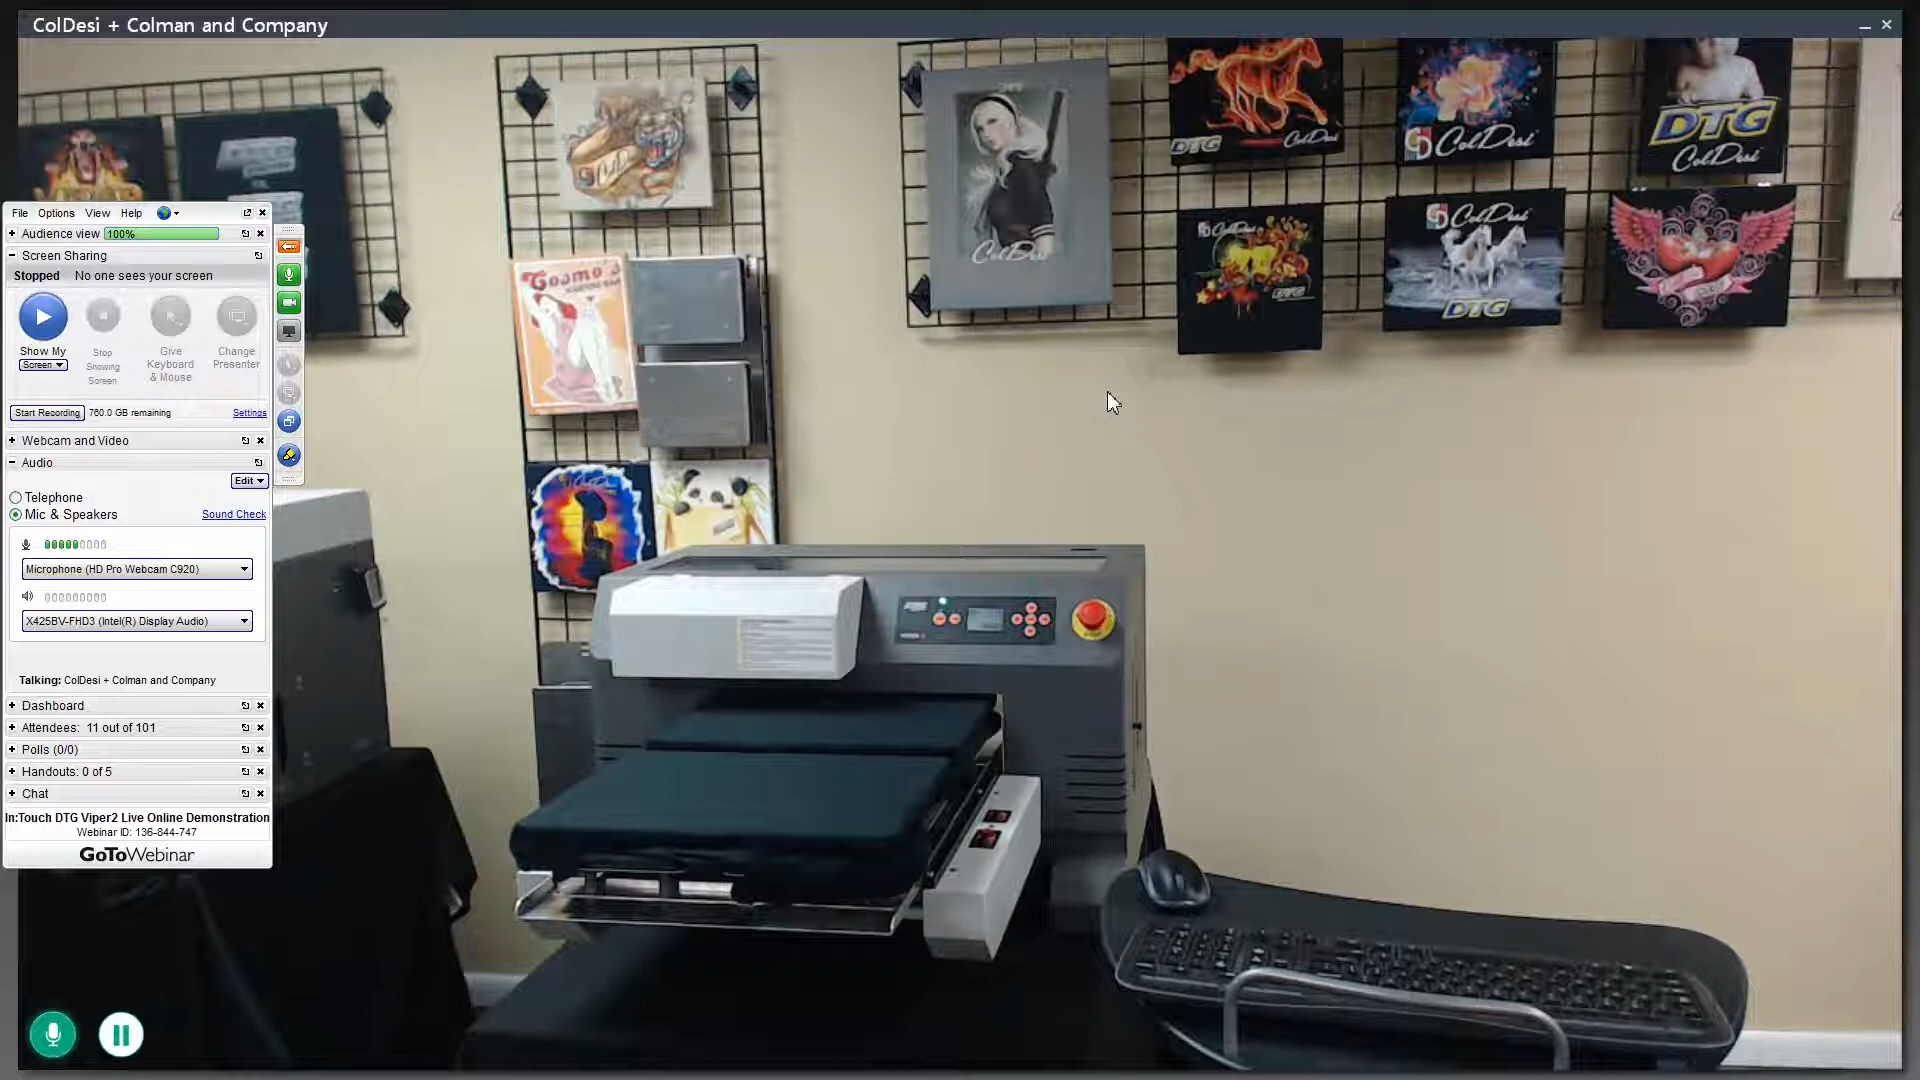 ColDesi + Colman and Company
File Options View Help
Audience view 100%
Screen Sharing
Stopped No one sees your screen
Show My
Screen
Stop
Showing
Screen
Give
Keyboard
& Mouse
Change
Presenter
Start Recording 760.0 GB remaining Settings
Webcam and Video
Audio
Edit
Telephone
Mic & Speakers Sound Check
Microphone (HD Pro Webcam C920)
X425BV-FHD3 (Intel(R) Display Audio)
Talking: ColDesi + Colman and Company
Dashboard
Attendees: 11 out of 101
Polls (0/0)
Handouts: 0 of 5
Chat
In:Touch DTG Viper2 Live Online Demonstration
Webinar ID: 136-844-747
GoToWebinar
Cosmo's
ColDesi
DTG ColDesi
ColDesi
DTG
ColDesi
ColDesi
ColDesi
DTG